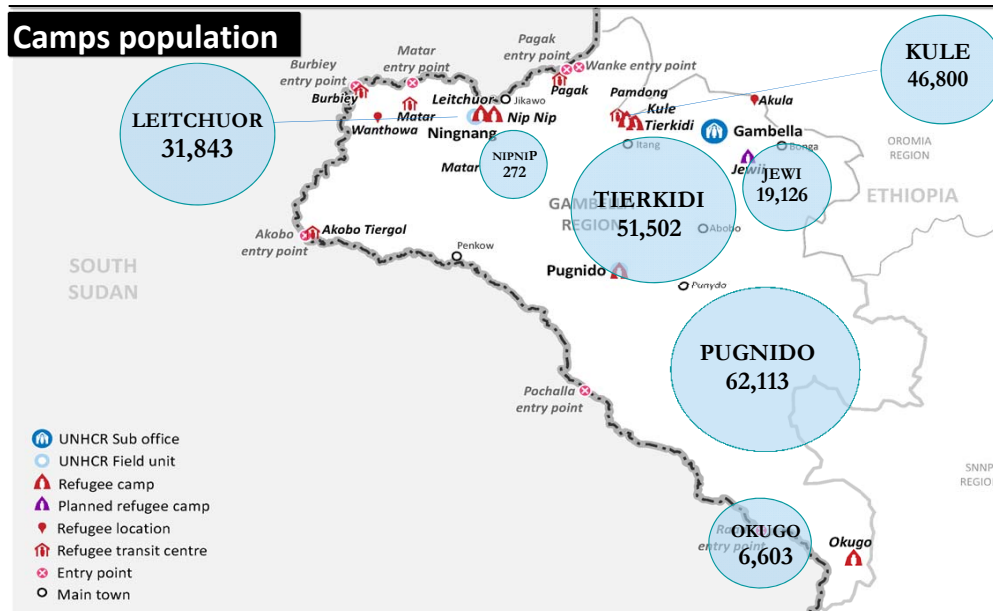 Camps population
Pagak
entry point
Matar
entry point
Burbiey
entry point
Wanke entry point
KULE
46,800
Burbiey
Pagak
Pamdong
Leitchuor
Jikawo
Kule
Akula
LEITCHUOR
31,843
Matar
Wanthowa
Nip Nip
Tierkidi
Gambella
Ningnang
Itang
Bonga
OROMIA
REGION
Matar
NIPNIP
272
Jewii
JEWI
19,126
ETHIOPIA
TIERKIDI
51,502
GAMBELLA
REGION
Abobo
Akobo
entry point
Akobo Tiergol
Penkow
SOUTH
SUDAN
Pugnido
Punydo
PUGNIDO
62,113
Pochalla
entry point
UNHCR Sub office
UNHCR Field unit
Refugee camp
Planned refugee camp
Refugee location
Refugee transit centre
Entry point
Main town
SNNP
REGIO
OKUGO
6,603
entry point
Okugo